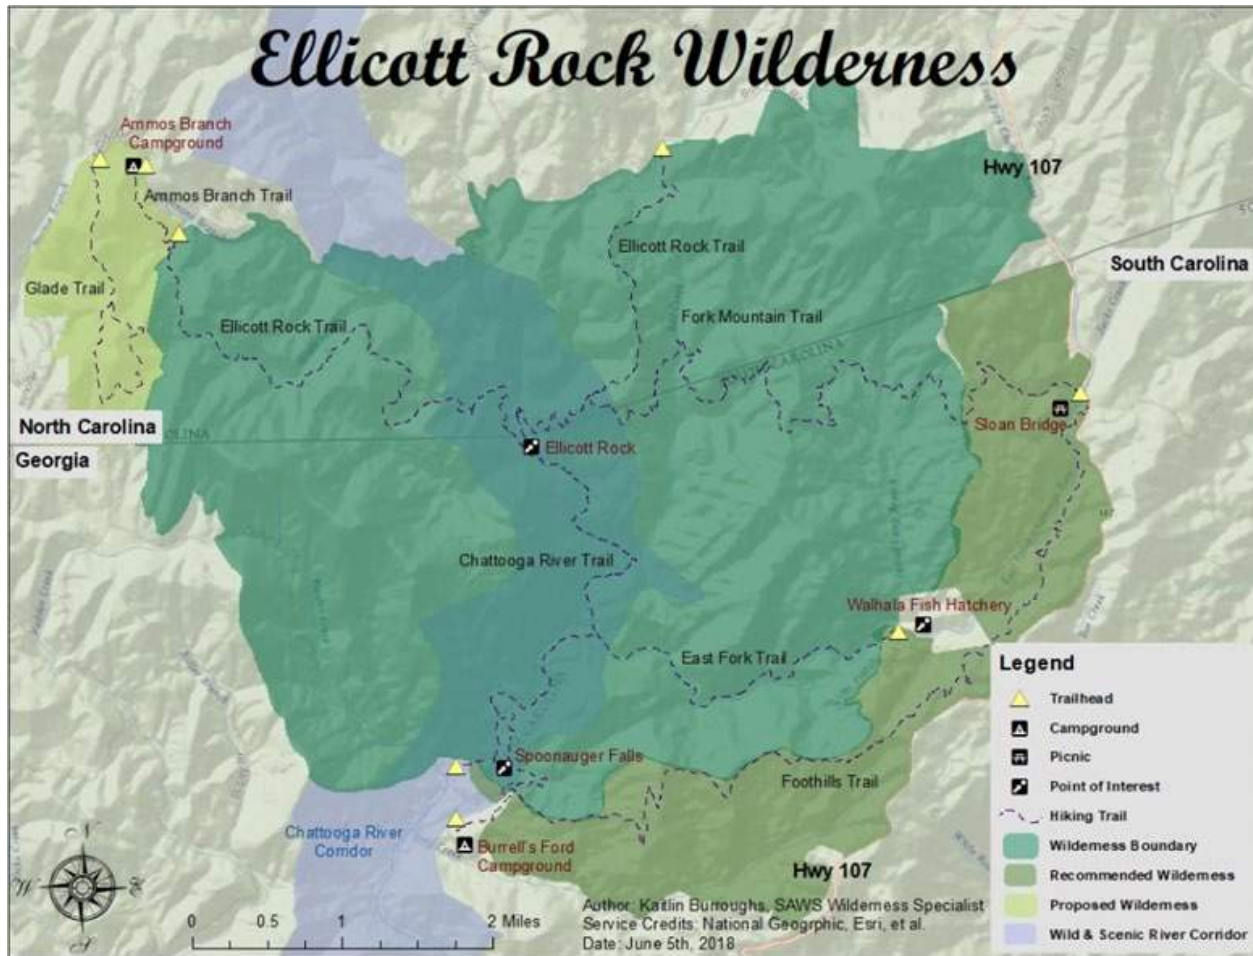 Ellicott Rock Wilderness
Ammos Branch
Campground
Ammos Branch Trail
Hwy 107
Ellicott Rock Trail
South Carolina
Glade Trail
Ellicott Rock Trail
Fork Mountain Trail
North Carolina
Sloan Bridge
Georgia
Ellicott Rock
Chattooga River Trail
Walhala Fish Hatchery
East Fork Trail
Spoonauger Falls
Foothills Trail
Chattooga River
Corridor
Burrell's Ford
Campground
Hwy 107
Legend
Trailhead
Campground
Picnic
Point of Interest
Hiking Trail
Wilderness Boundary
Recommended Wilderness
Proposed Wilderness
Wild & Scenic River Corridor
N
W
E
S
0 0.5 1 2 Miles
Author: Kaitlin Burroughs, SAWS Wilderness Specialist
Service Credits: National Geogrphic, Esri, et al.
Date: June 5th, 2018